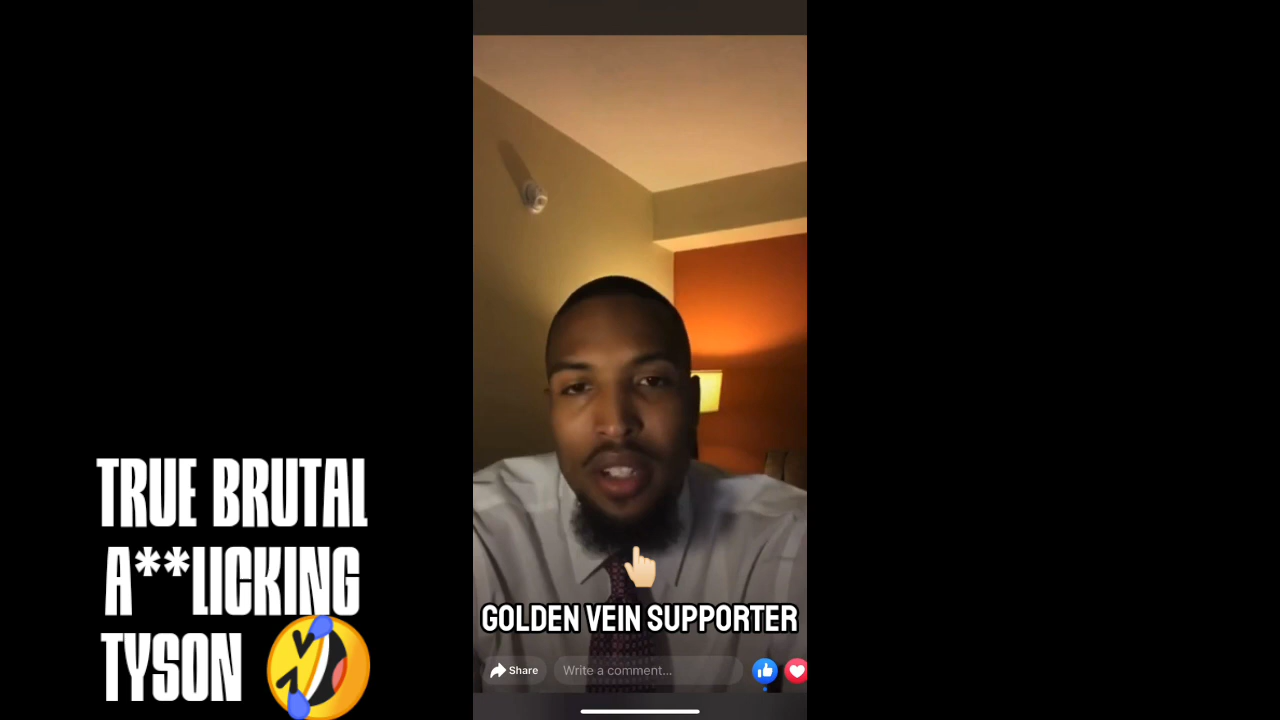 TRUE BRUTAL
A**LICKING
TYSON 🤣
GOLDEN VEIN SUPPORTER
Share
Write a comment...